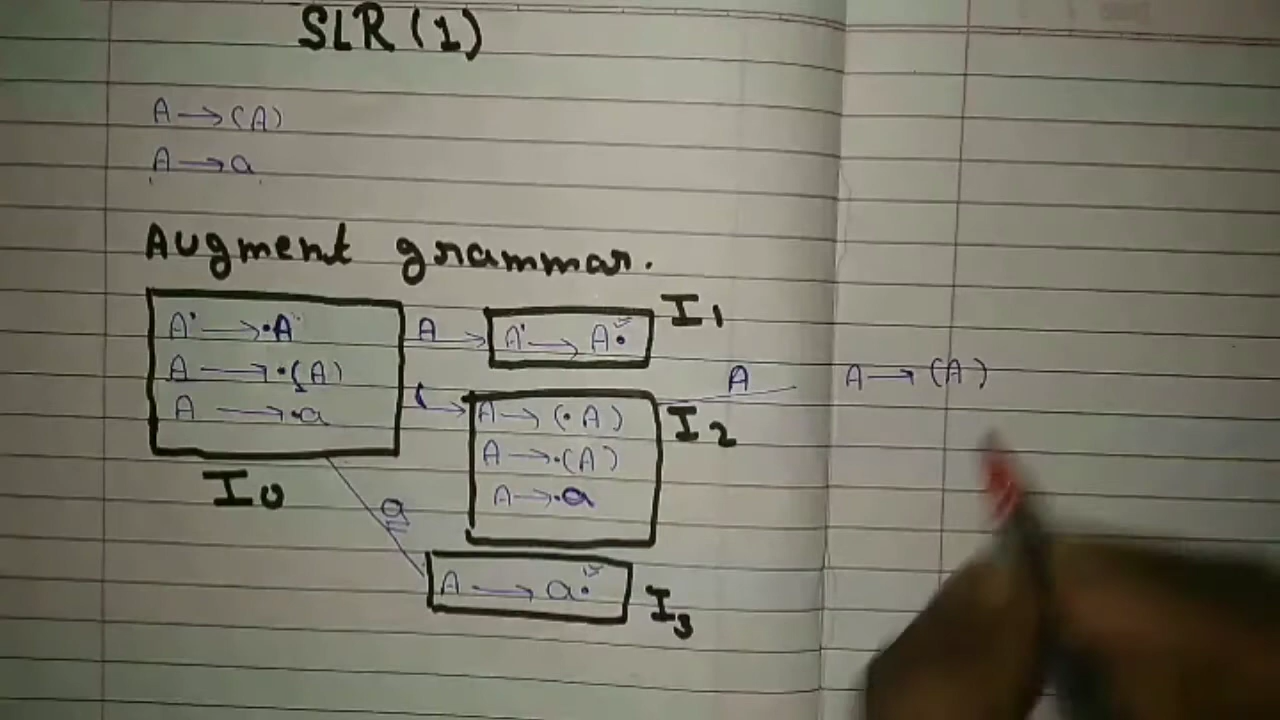 SLR (1)
A → (A)
A → a
Augment grammar.
A' → •A
A → •(A)
A → •a
I0
A
A' → A•
I1
(
A → (•A)
A → •(A)
A → •a
I2
A
A → (A)
a
A → a•
I3